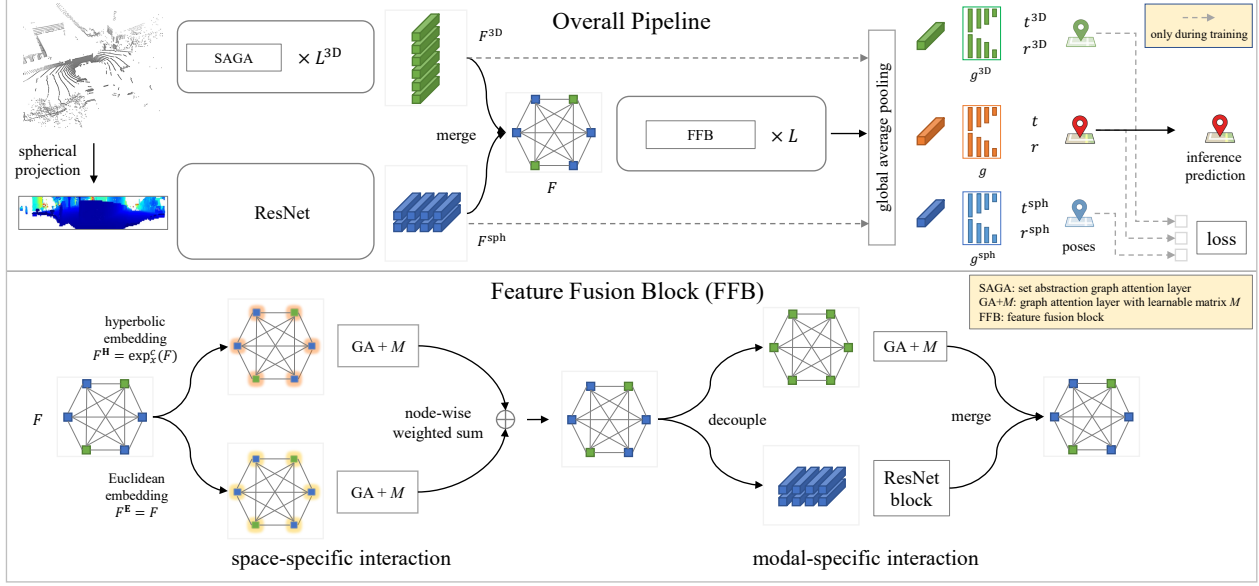 Overall Pipeline
SAGA
× L^{3D}
F^{3D}
spherical
projection
ResNet
F^{sph}
merge
F
FFB
× L
global average pooling
g^{3D}
t^{3D}
r^{3D}
g
t
r
g^{sph}
t^{sph}
r^{sph}
poses
only during training
inference
prediction
loss
Feature Fusion Block (FFB)
SAGA: set abstraction graph attention layer
GA+M: graph attention layer with learnable matrix M
FFB: feature fusion block
F
hyperbolic
embedding
F^H = exp_o^c(F)
Euclidean
embedding
F^E = F
GA + M
GA + M
node-wise
weighted sum
space-specific interaction
decouple
GA + M
ResNet
block
merge
modal-specific interaction